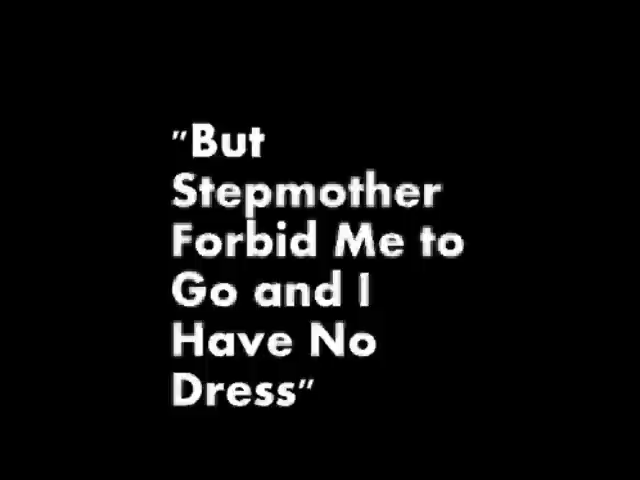 "But
Stepmother
Forbid Me to
Go and I
Have No
Dress"